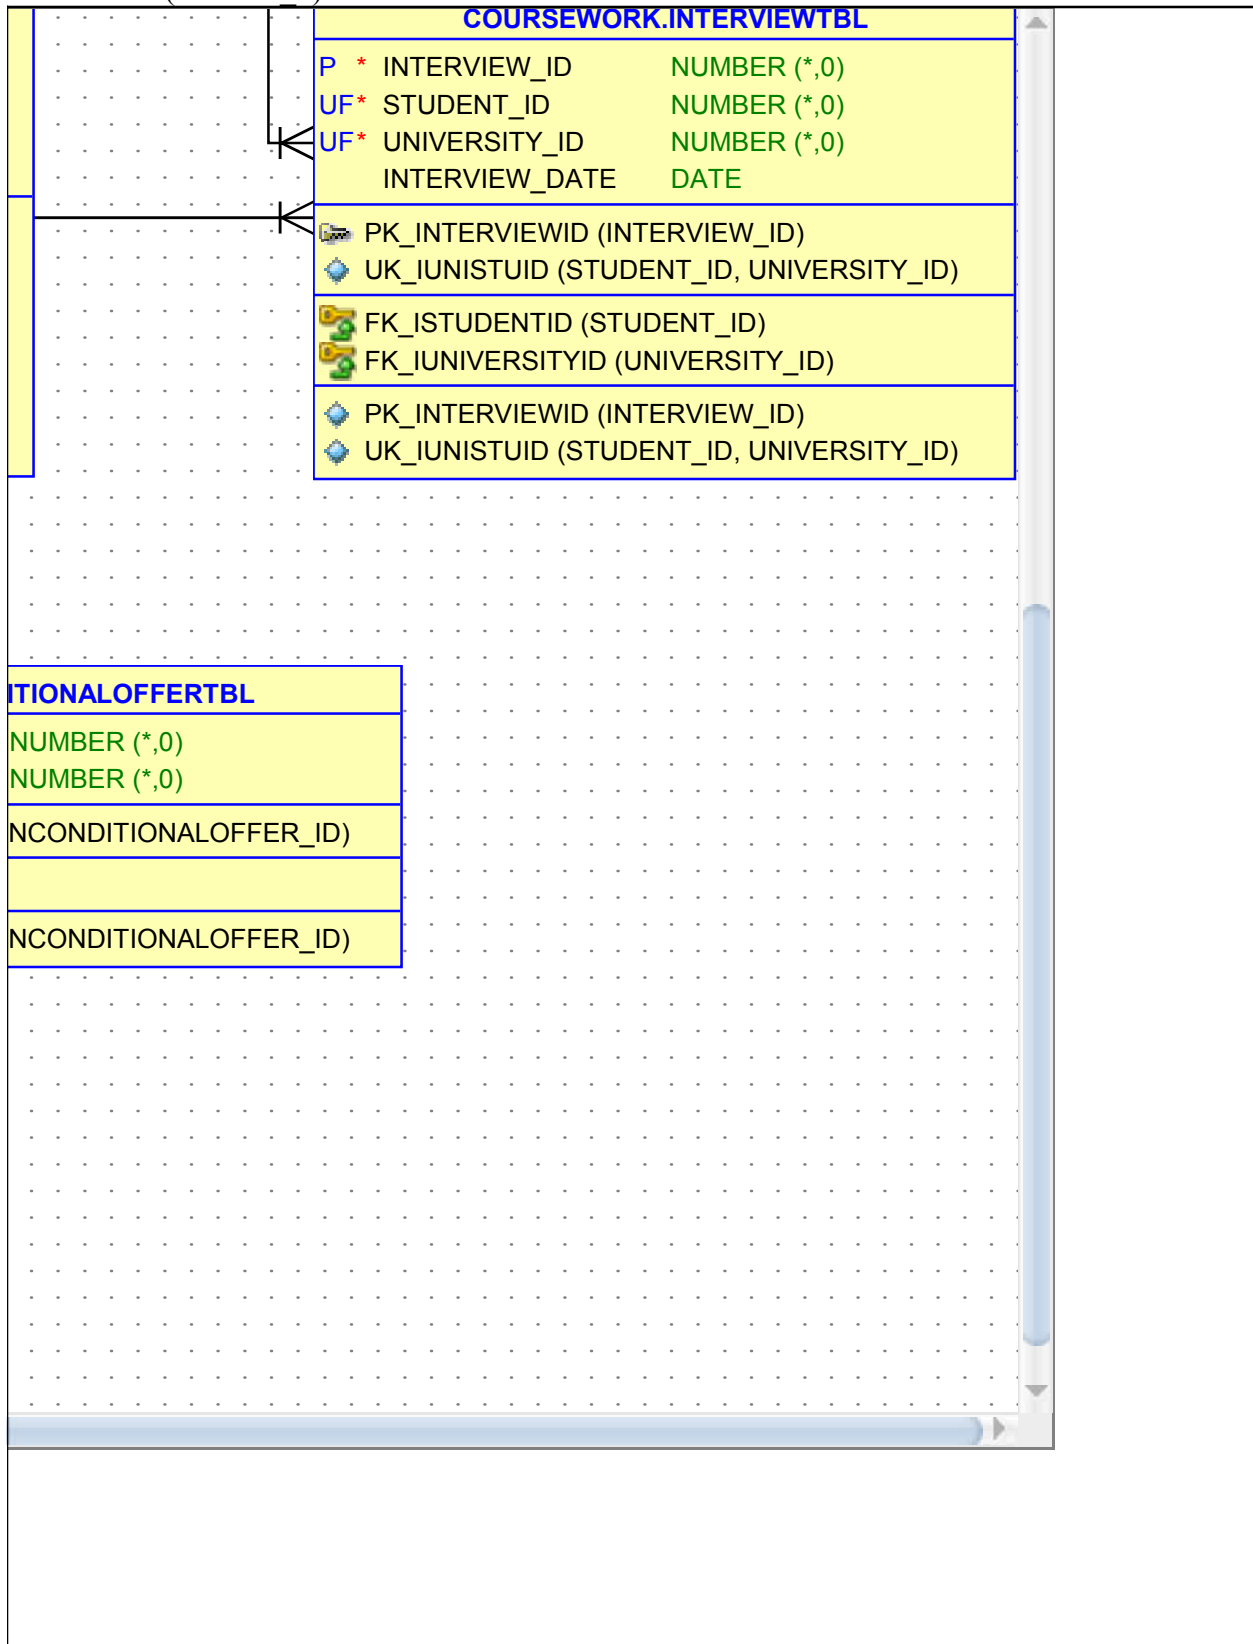 COURSEWORK.INTERVIEWTBL
P * INTERVIEW_ID NUMBER (*,0)
UF* STUDENT_ID NUMBER (*,0)
UF* UNIVERSITY_ID NUMBER (*,0)
INTERVIEW_DATE DATE
PK_INTERVIEWID (INTERVIEW_ID)
UK_IUNISTUID (STUDENT_ID, UNIVERSITY_ID)
FK_ISTUDENTID (STUDENT_ID)
FK_IUNIVERSITYID (UNIVERSITY_ID)
PK_INTERVIEWID (INTERVIEW_ID)
UK_IUNISTUID (STUDENT_ID, UNIVERSITY_ID)
ITIONALOFFERTBL
NUMBER (*,0)
NUMBER (*,0)
NCONDITIONALOFFER_ID)
NCONDITIONALOFFER_ID)